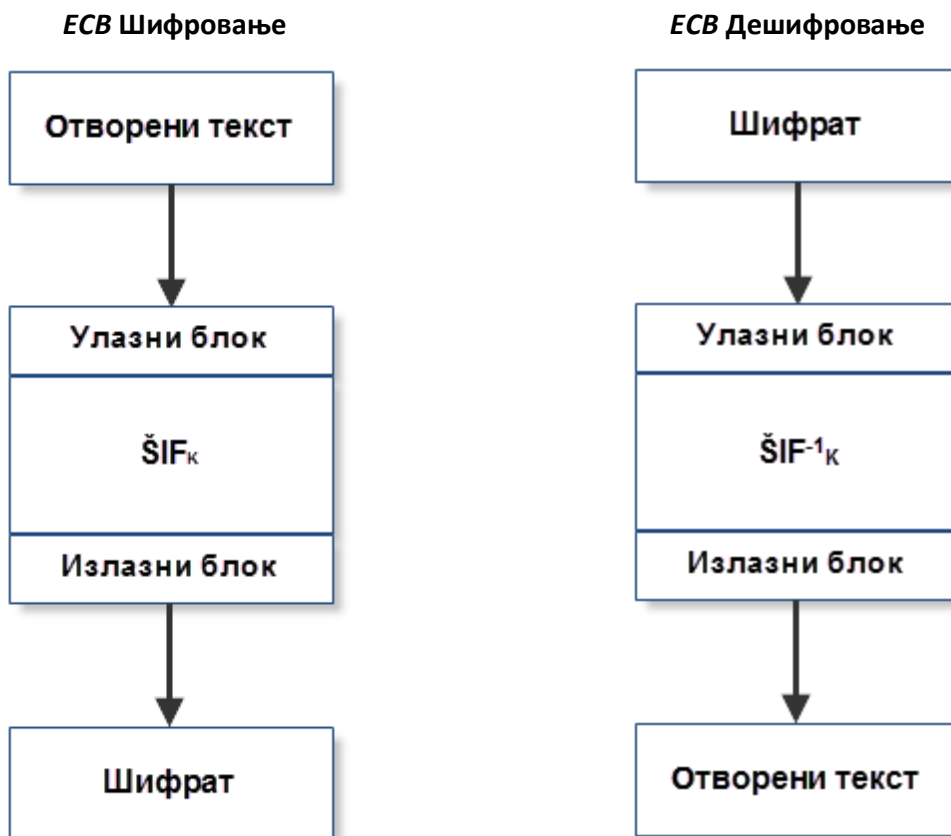 ECB Шифровање
Отворени текст
Улазни блок
ŠIFK
Излазни блок
Шифрат
ECB Дешифровање
Шифрат
Улазни блок
ŠIF-1K
Излазни блок
Отворени текст